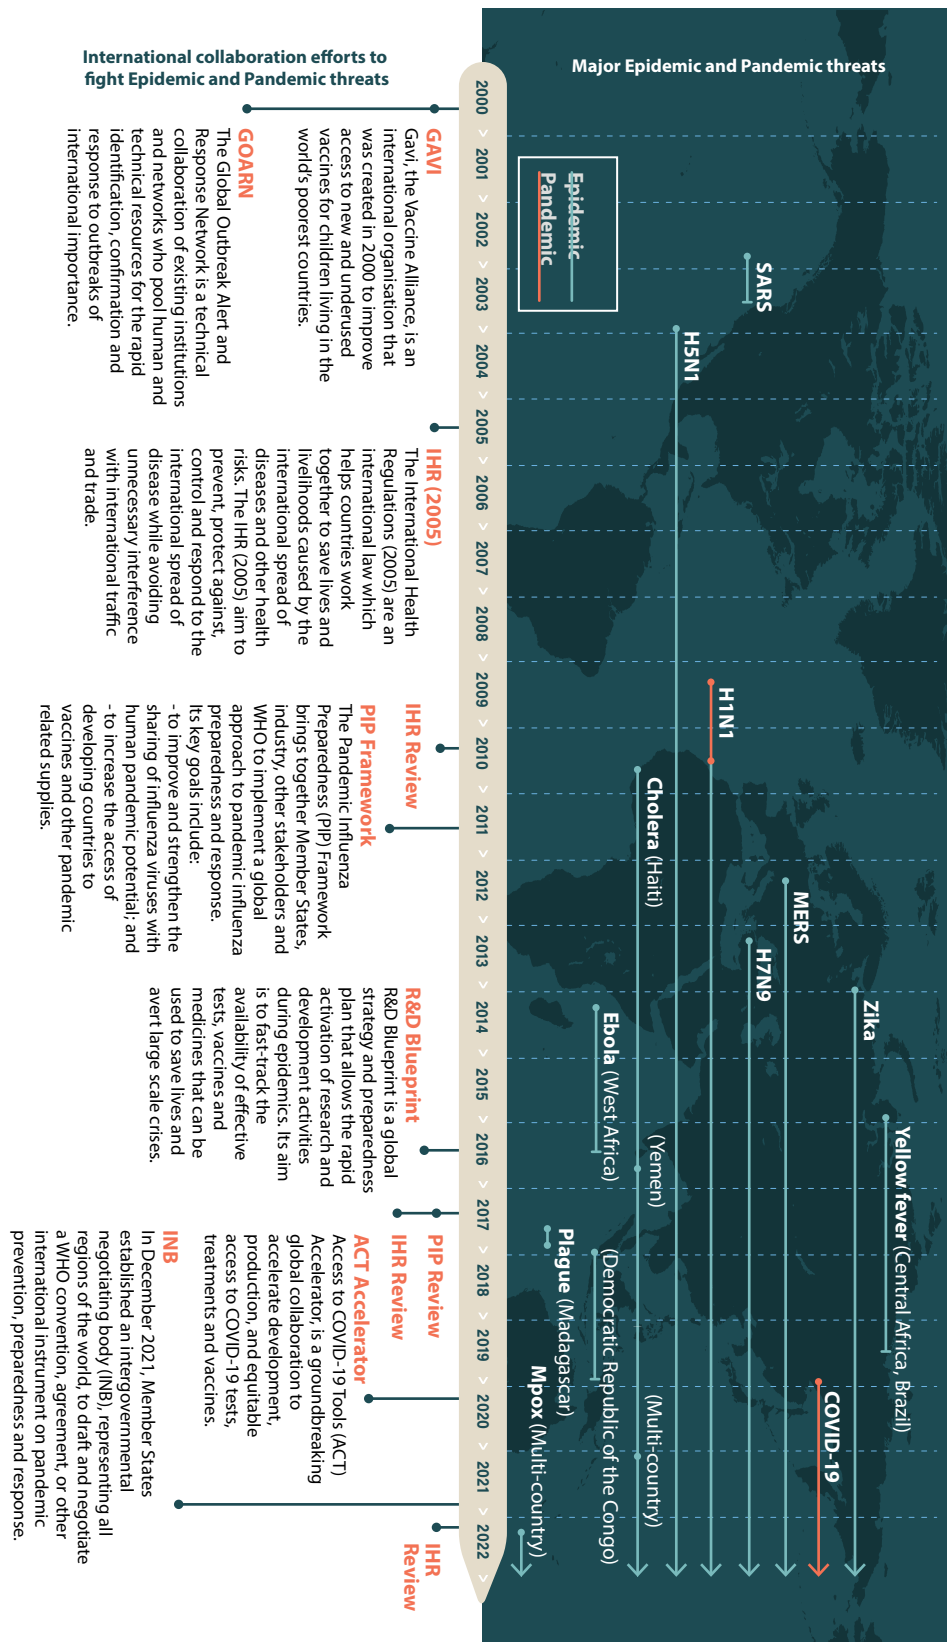 Major Epidemic and Pandemic threats
Epidemic
Pandemic
Yellow fever (Central Africa, Brazil)
Zika
COVID-19
MERS
SARS
H7N9
H1N1
H5N1
Cholera (Haiti)
(Yemen)
(Multi-country)
Ebola (West Africa)
(Democratic Republic of the Congo)
Plague (Madagascar)
Mpox (Multi-country)
2000 > 2001 > 2002 > 2003 > 2004 > 2005 > 2006 > 2007 > 2008 > 2009 > 2010 > 2011 > 2012 > 2013 > 2014 > 2015 > 2016 > 2017 > 2018 > 2019 > 2020 > 2021 > 2022 >
International collaboration efforts to
fight Epidemic and Pandemic threats
GAVI
Gavi, the Vaccine Alliance, is an
international organisation that
was created in 2000 to improve
access to new and underused
vaccines for children living in the
world's poorest countries.
GOARN
The Global Outbreak Alert and
Response Network is a technical
collaboration of existing institutions
and networks who pool human and
technical resources for the rapid
identification, confirmation and
response to outbreaks of
international importance.
IHR (2005)
The International Health
Regulations (2005) are an
international law which
helps countries work
together to save lives and
livelihoods caused by the
international spread of
diseases and other health
risks. The IHR (2005) aim to
prevent, protect against,
control and respond to the
international spread of
disease while avoiding
unnecessary interference
with international traffic
and trade.
IHR Review
PIP Framework
The Pandemic Influenza
Preparedness (PIP) Framework
brings together Member States,
industry, other stakeholders and
WHO to implement a global
approach to pandemic influenza
preparedness and response.
Its key goals include:
- to improve and strengthen the
sharing of influenza viruses with
human pandemic potential; and
- to increase the access of
developing countries to
vaccines and other pandemic
related supplies.
R&D Blueprint
R&D Blueprint is a global
strategy and preparedness
plan that allows the rapid
activation of research and
development activities
during epidemics. Its aim
is to fast-track the
availability of effective
tests, vaccines and
medicines that can be
used to save lives and
avert large scale crises.
PIP Review
IHR Review
ACT Accelerator
Access to COVID-19 Tools (ACT)
Accelerator, is a groundbreaking
global collaboration to
accelerate development,
production, and equitable
access to COVID-19 tests,
treatments and vaccines.
INB
In December 2021, Member States
established an intergovernmental
negotiating body (INB), representing all
regions of the world, to draft and negotiate
a WHO convention, agreement, or other
international instrument on pandemic
prevention, preparedness and response.
IHR
Review